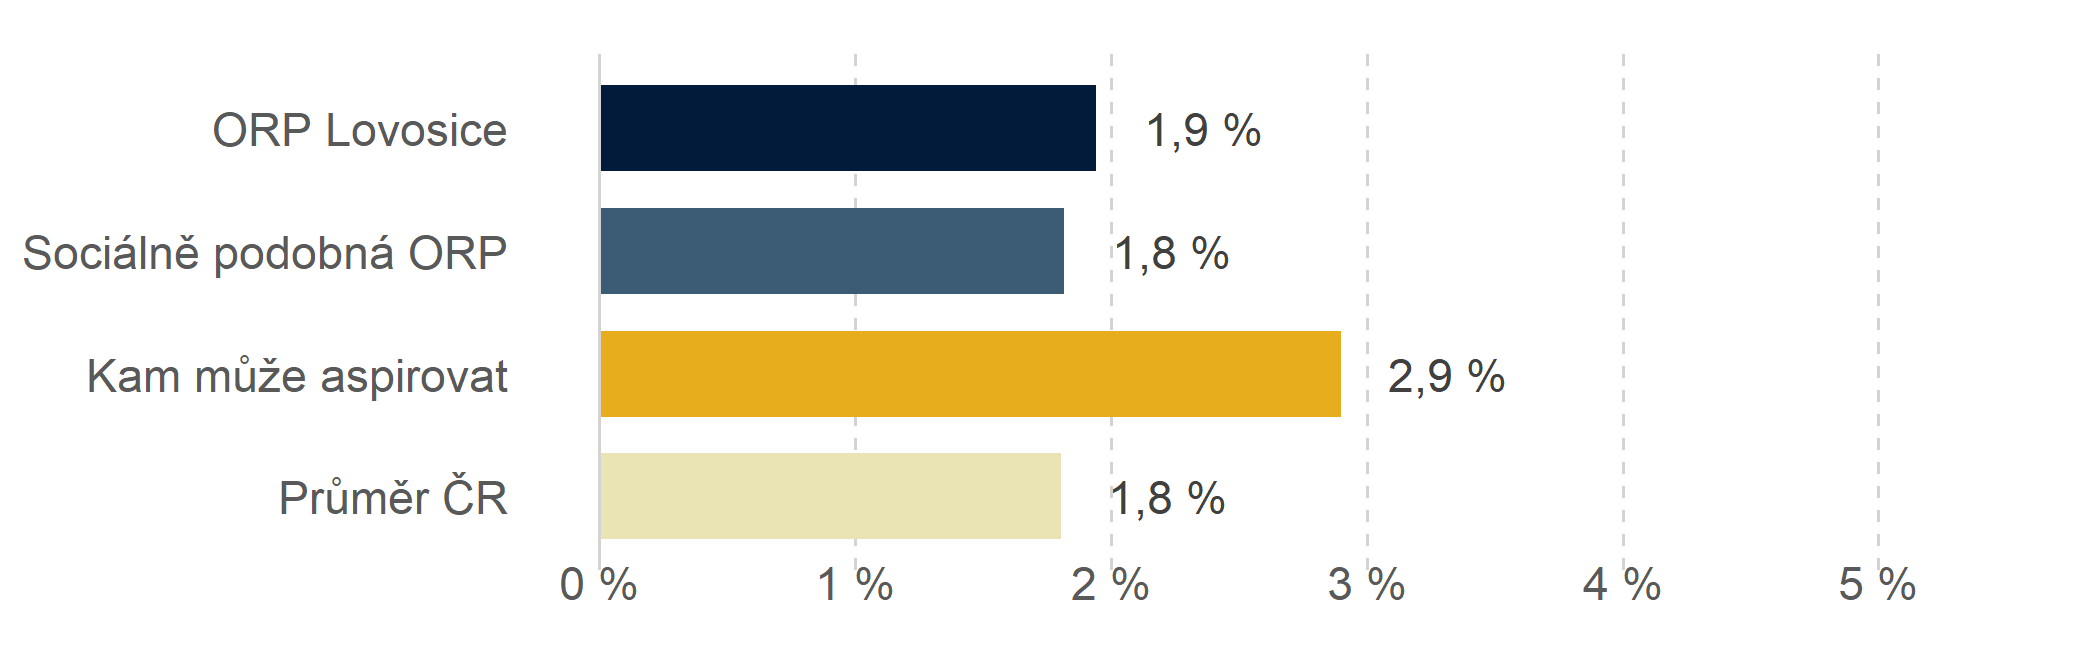 ORP Lovosice 1,9 %
Sociálně podobná ORP 1,8 %
Kam může aspirovat 2,9 %
Průměr ČR 1,8 %
0 % 1 % 2 % 3 % 4 % 5 %